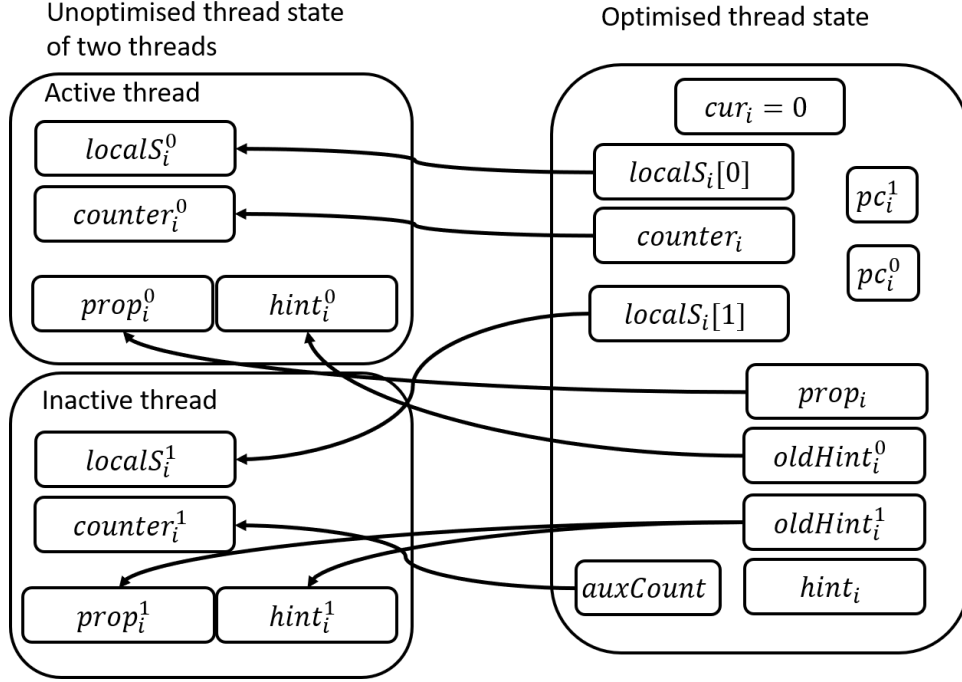 Unoptimised thread state
of two threads
Active thread
localS_i^0
counter_i^0
prop_i^0
hint_i^0
Inactive thread
localS_i^1
counter_i^1
prop_i^1
hint_i^1
Optimised thread state
cur_i = 0
localS_i[0]
pc_i^1
counter_i
pc_i^0
localS_i[1]
prop_i
oldHint_i^0
oldHint_i^1
auxCount
hint_i